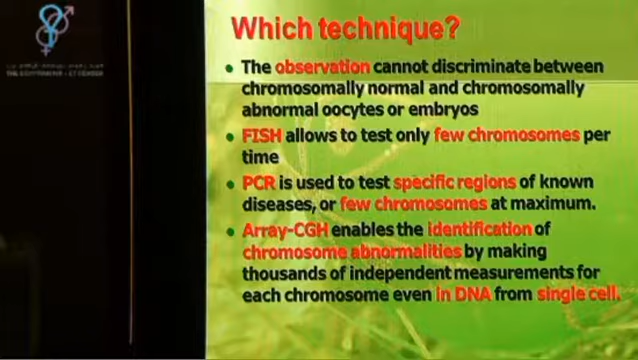 Which technique?
• The observation cannot discriminate between
chromosomally normal and chromosomally
abnormal oocytes or embryos
• FISH allows to test only few chromosomes per
time
• PCR is used to test specific regions of known
diseases, or few chromosomes at maximum.
• Array-CGH enables the identification of
chromosome abnormalities by making
thousands of independent measurements for
each chromosome even in DNA from single cell.